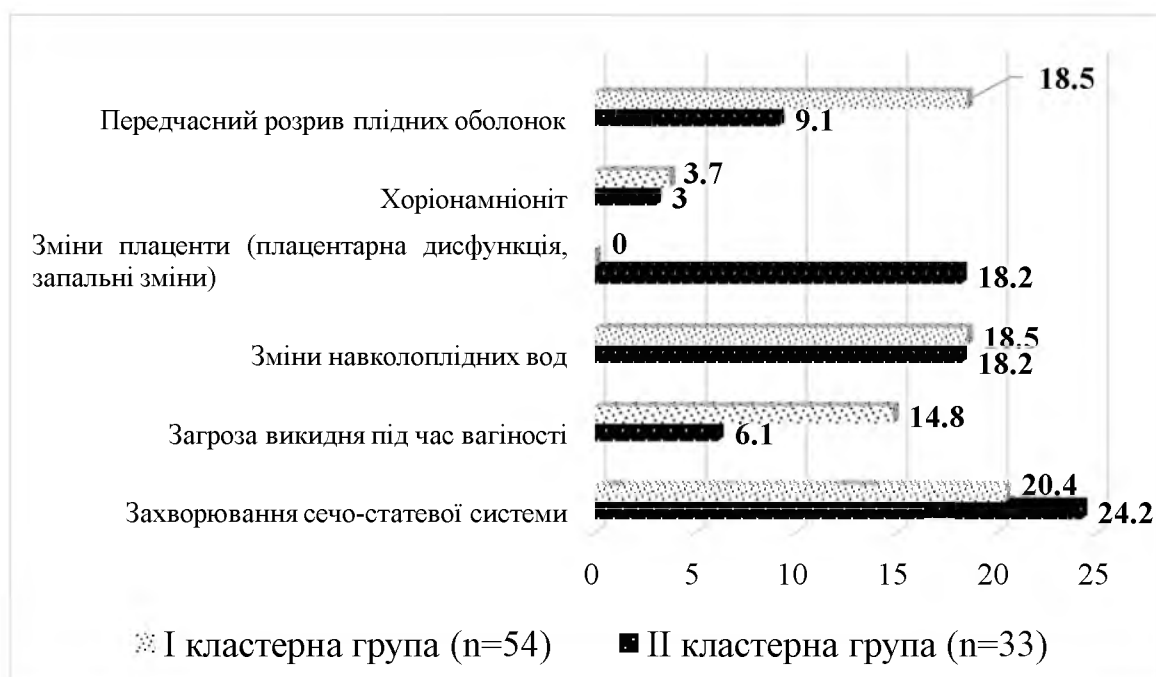 18.5
Передчасний розрив плідних оболонок
9.1
3.7
Хоріонамніоніт
3
Зміни плаценти (плацентарна дисфункція,
запальні зміни)
0
18.2
18.5
Зміни навколоплідних вод
18.2
14.8
Загроза викидня під час вагіності
6.1
20.4
Захворювання сечо-статевої системи
24.2
0 5 10 15 20 25
I кластерна група (n=54) II кластерна група (n=33)